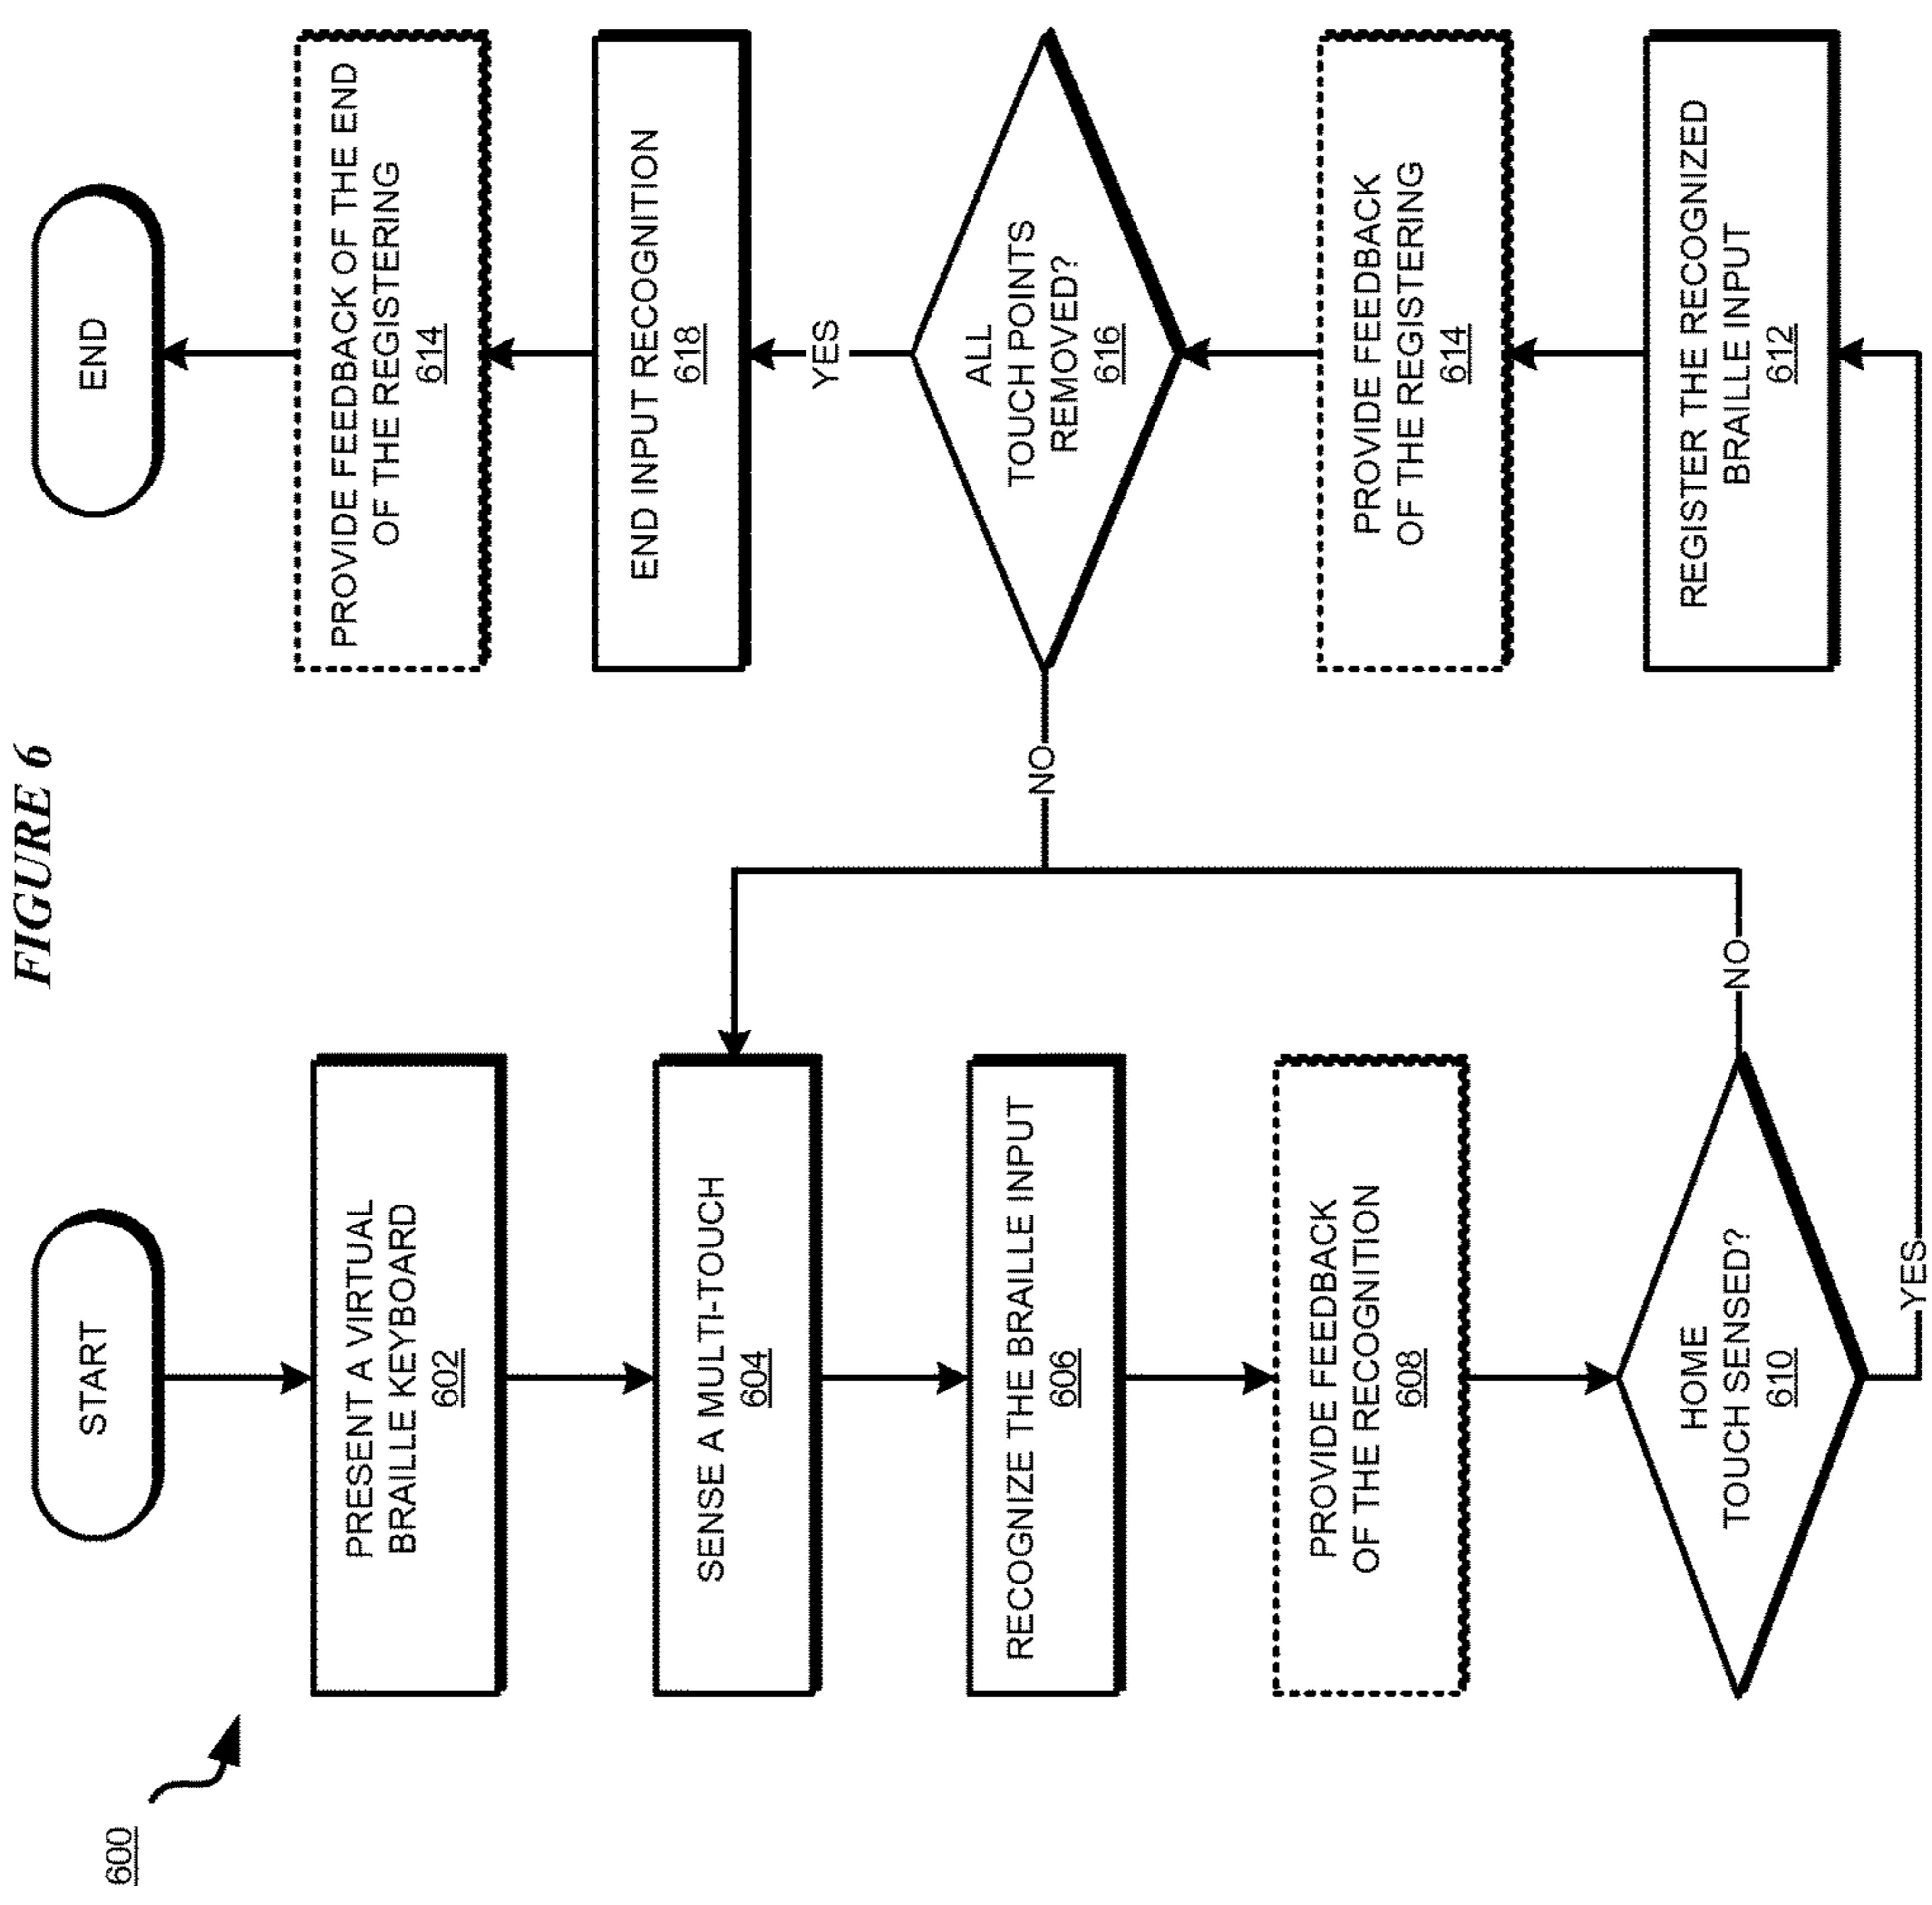 FIGURE 6
600
START
PRESENT A VIRTUAL
BRAILLE KEYBOARD
602
SENSE A MULTI-TOUCH
604
RECOGNIZE THE BRAILLE INPUT
606
PROVIDE FEEDBACK
OF THE RECOGNITION
608
HOME
TOUCH SENSED?
610
NO
YES
REGISTER THE RECOGNIZED
BRAILLE INPUT
612
PROVIDE FEEDBACK
OF THE REGISTERING
614
ALL
TOUCH POINTS
REMOVED?
616
NO
YES
END INPUT RECOGNITION
618
PROVIDE FEEDBACK OF THE END
OF THE REGISTERING
614
END